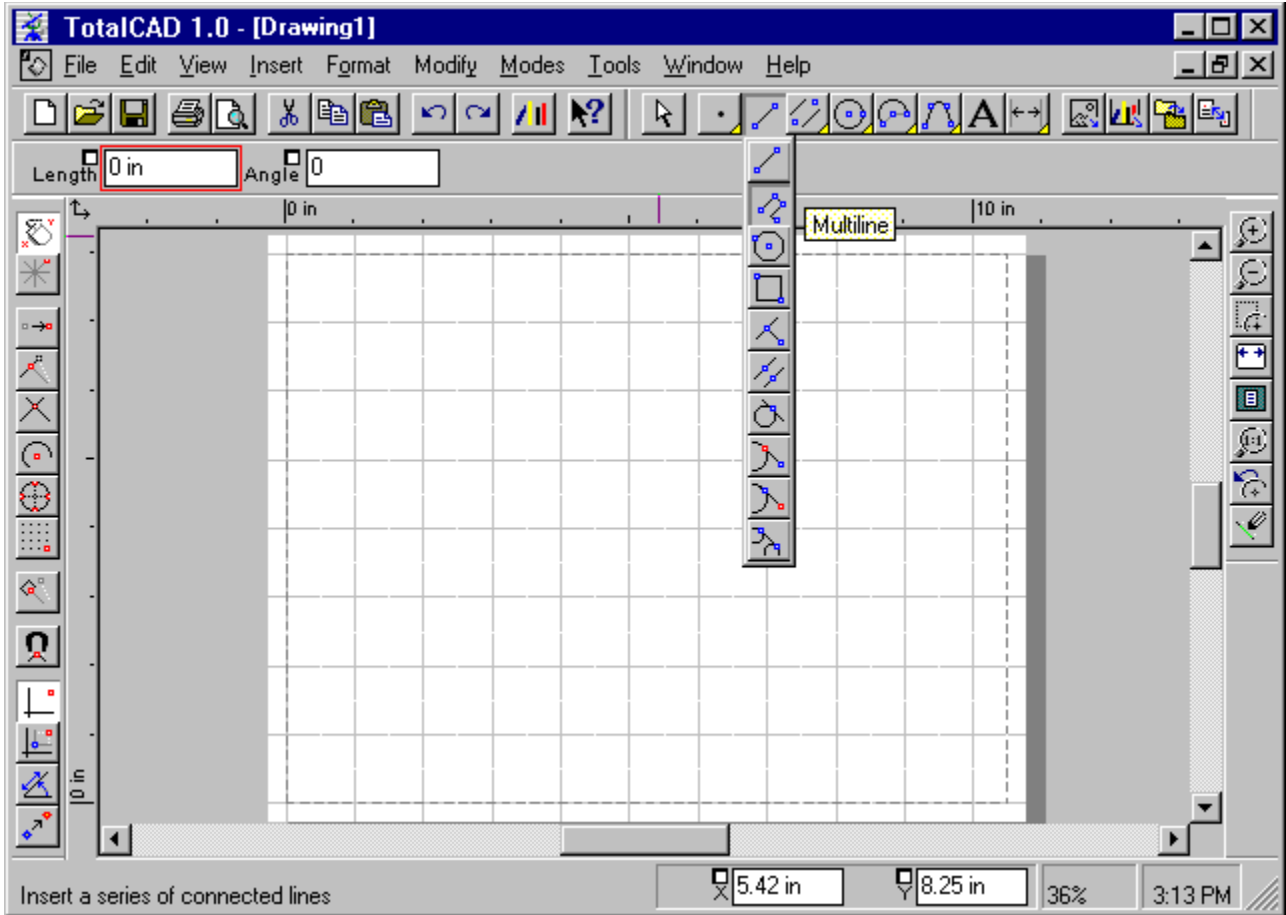 TotalCAD 1.0 - [Drawing1]
File Edit View Insert Format Modify Modes Tools Window Help
A
Length 0 in Angle 0
0 in 10 in
Multiline
1:1
0 in
Insert a series of connected lines X 5.42 in Y 8.25 in 36% 3:13 PM